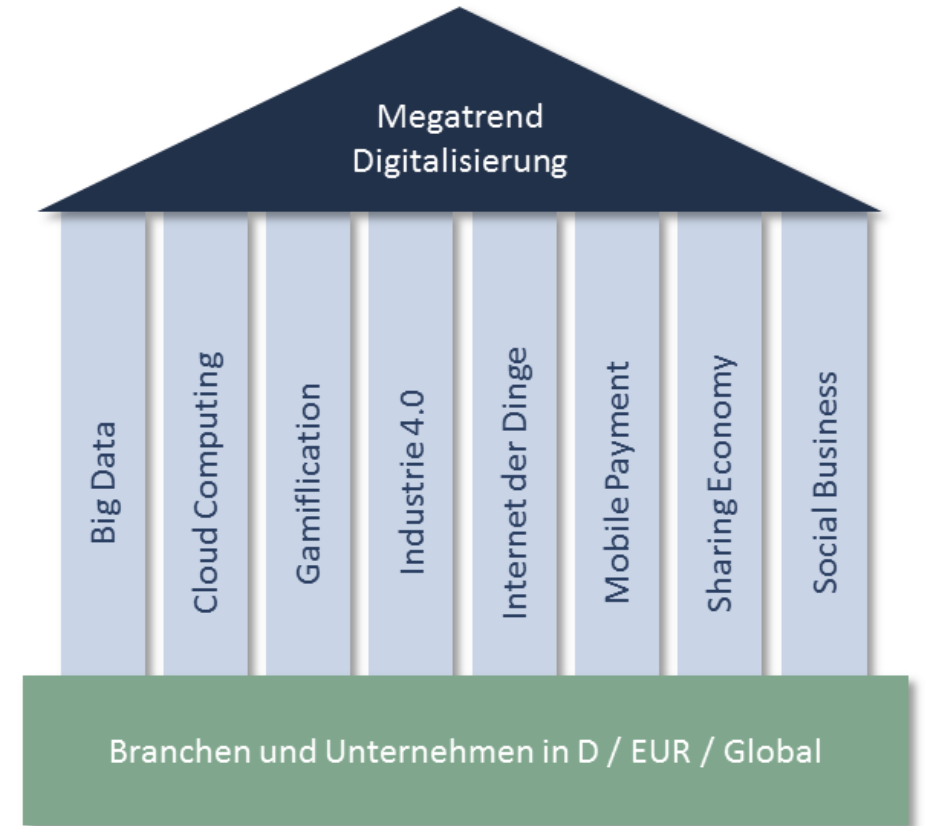 Megatrend
Digitalisierung
Big Data
Cloud Computing
Gamiflication
Industrie 4.0
Internet der Dinge
Mobile Payment
Sharing Economy
Social Business
Branchen und Unternehmen in D / EUR / Global